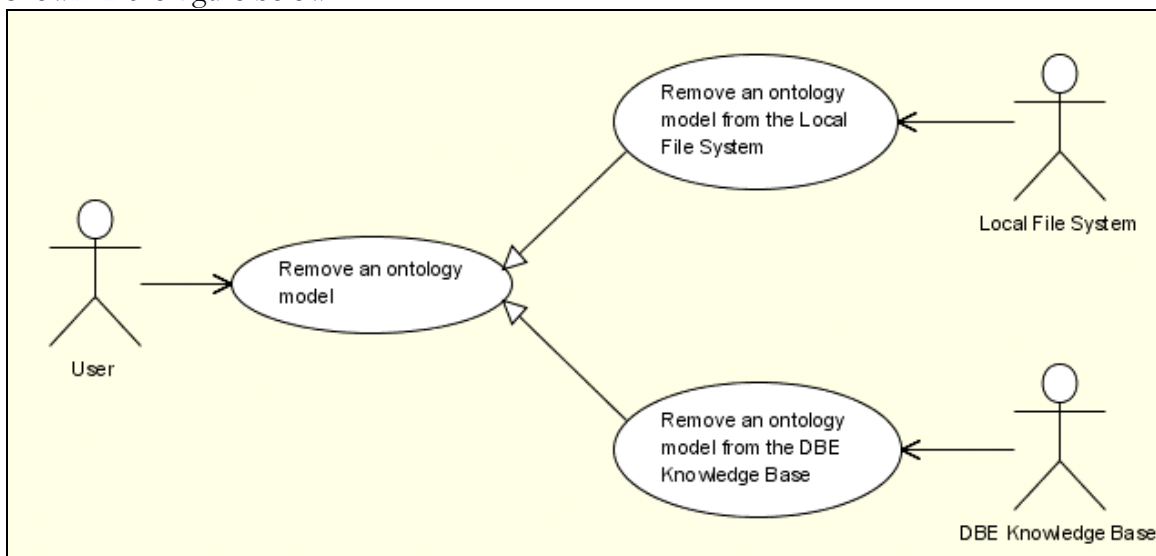 Remove an ontology
model from the Local
File System
Local File System
Remove an ontology
model
User
Remove an ontology
model from the DBE
Knowledge Base
DBE Knowledge Base